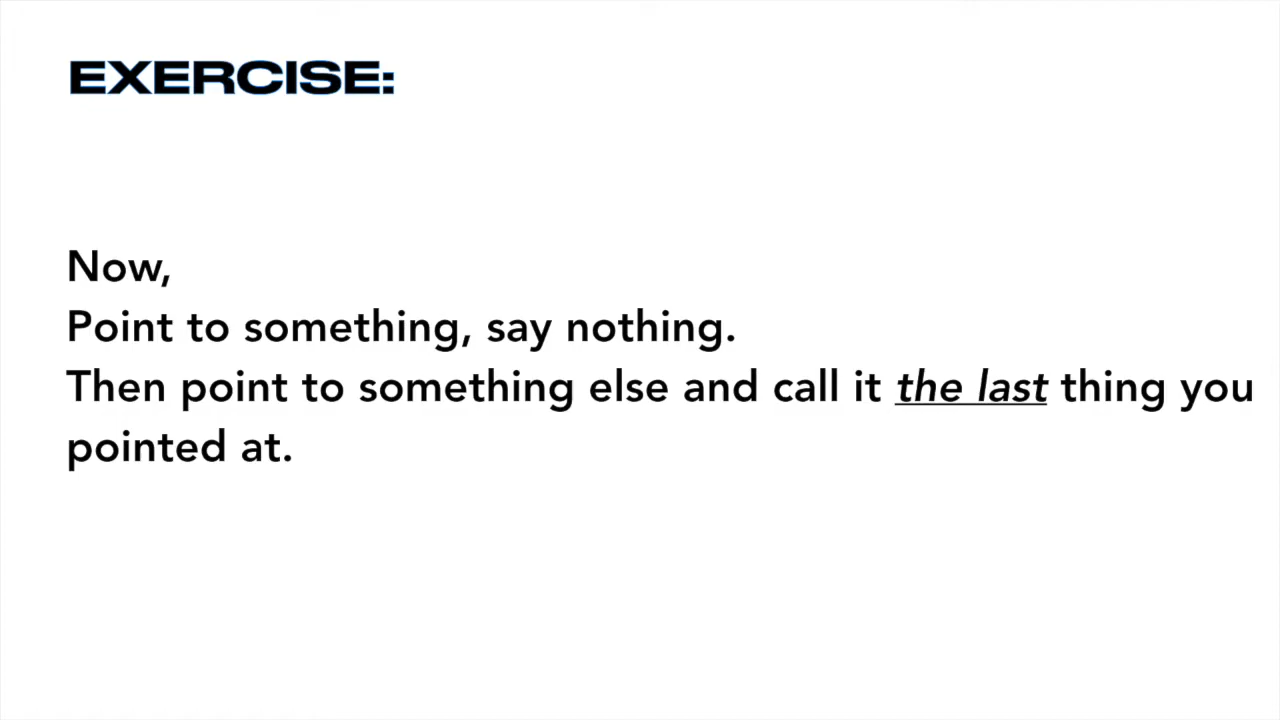 EXERCISE:
Now,
Point to something, say nothing.
Then point to something else and call it the last thing you
pointed at.